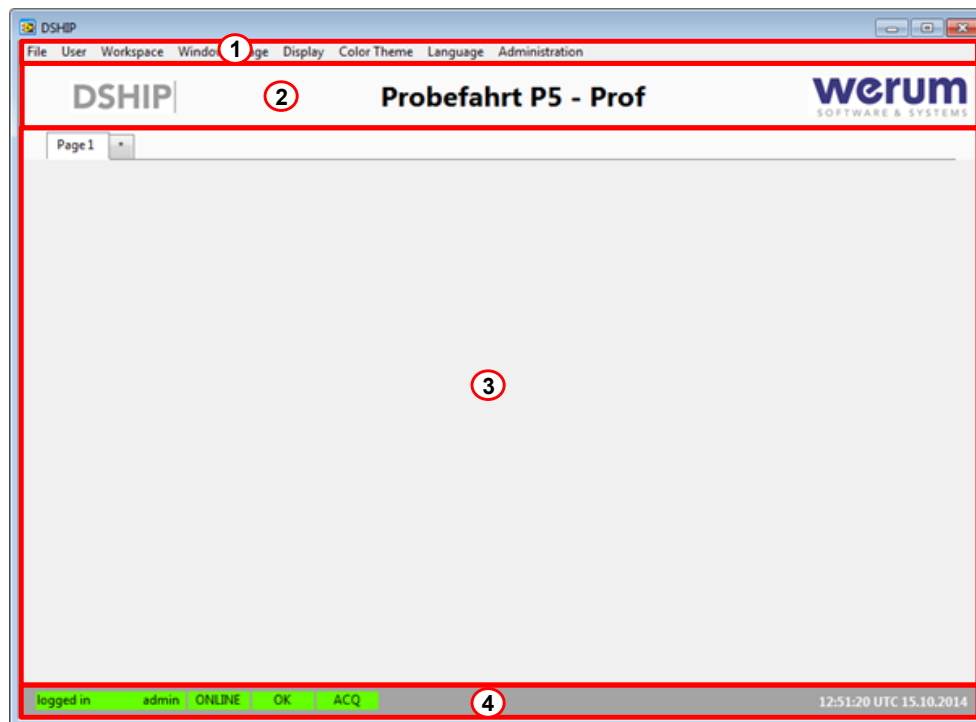 DSHIP
File User Workspace Window 1 ge Display Color Theme Language Administration
DSHIP 2 Probefahrt P5 - Prof werum
SOFTWARE & SYSTEMS
Page 1 *
3
logged in admin ONLINE OK ACQ 4 12:51:20 UTC 15.10.2014